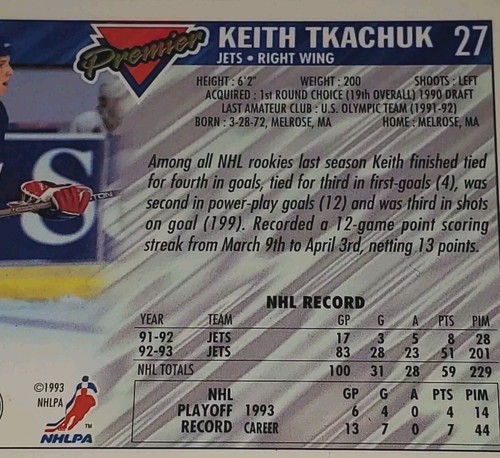 Premier KEITH TKACHUK 27
JETS • RIGHT WING
HEIGHT : 6'2" WEIGHT : 200 SHOOTS : LEFT
ACQUIRED : 1st ROUND CHOICE (19th OVERALL) 1990 DRAFT
LAST AMATEUR CLUB : U.S. OLYMPIC TEAM (1991-92)
BORN : 3-28-72, MELROSE, MA HOME : MELROSE, MA
Among all NHL rookies last season Keith finished tied
for fourth in goals, tied for third in first-goals (4), was
second in power-play goals (12) and was third in shots
on goal (199). Recorded a 12-game point scoring
streak from March 9th to April 3rd, netting 13 points.
S
NHL RECORD
YEAR TEAM GP G A PTS PIM
91-92 JETS 17 3 5 8 28
92-93 JETS 83 28 23 51 201
NHL TOTALS 100 31 28 59 229
NHL GP G A PTS PIM
PLAYOFF 1993 6 4 0 4 14
RECORD CAREER 13 7 0 7 44
©1993
NHLPA
NHLPA™